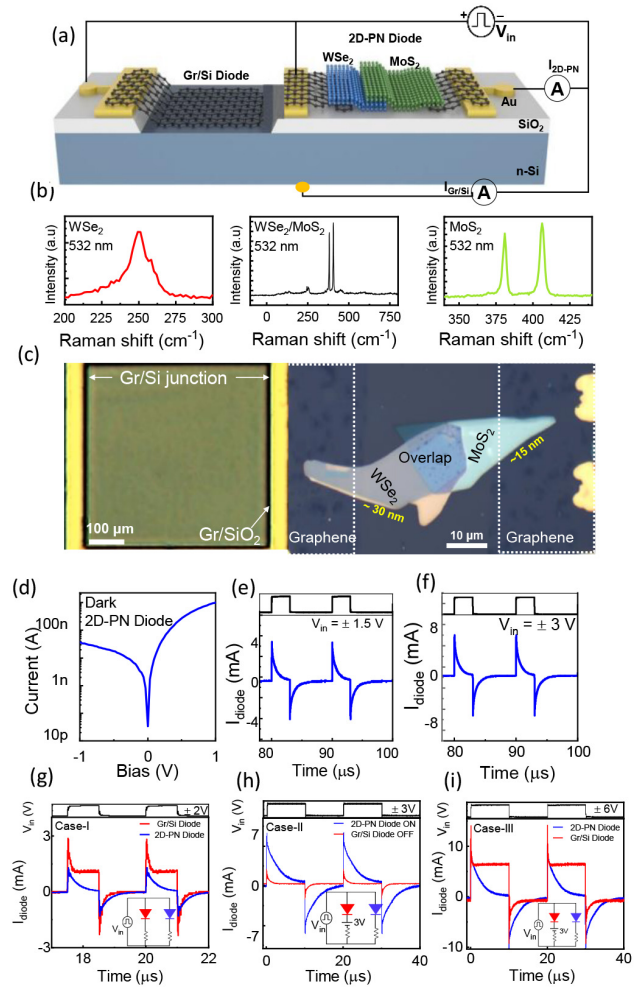 (a)
2D-PN Diode
+ −
V_in
WSe₂
MoS₂
Gr/Si Diode
I_2D-PN
A
Au
SiO₂
n-Si
I_Gr/Si
A
(b)
WSe₂
532 nm
Intensity (a.u)
200 225 250 275 300
Raman shift (cm⁻¹)
WSe₂/MoS₂
532 nm
Intensity (a.u)
0 400 800
Raman shift (cm⁻¹)
MoS₂
532 nm
Intensity (a.u)
350 375 400 425
Raman shift (cm⁻¹)
(c)
Gr/Si junction
100 µm
Gr/SiO₂
Graphene
WSe₂
Overlap
MoS₂
~ 30 nm
~15 nm
10 µm
Graphene
(d)
Dark
2D-PN Diode
Current (A)
100n
1n
10p
-1 0 1
Bias (V)
(e)
V_in = ± 1.5 V
I_diode (mA)
4
0
-4
80 90 100
Time (µs)
(f)
V_in = ± 3 V
I_diode (mA)
8
0
-8
80 90 100
Time (µs)
(g)
V_in (V)
± 2V
Case-I
Gr/Si Diode
2D-PN Diode
I_diode (mA)
3
0
-3
V_in
18 20 22
Time (µs)
(h)
V_in (V)
± 3V
Case-II
2D-PN Diode ON
Gr/Si Diode OFF
I_diode (mA)
7
0
-7
V_in
3V
0 20 40
Time (µs)
(i)
V_in (V)
± 6V
Case-III
2D-PN Diode
Gr/Si Diode
I_diode (mA)
10
0
-10
V_in
3V
0 20 40
Time (µs)